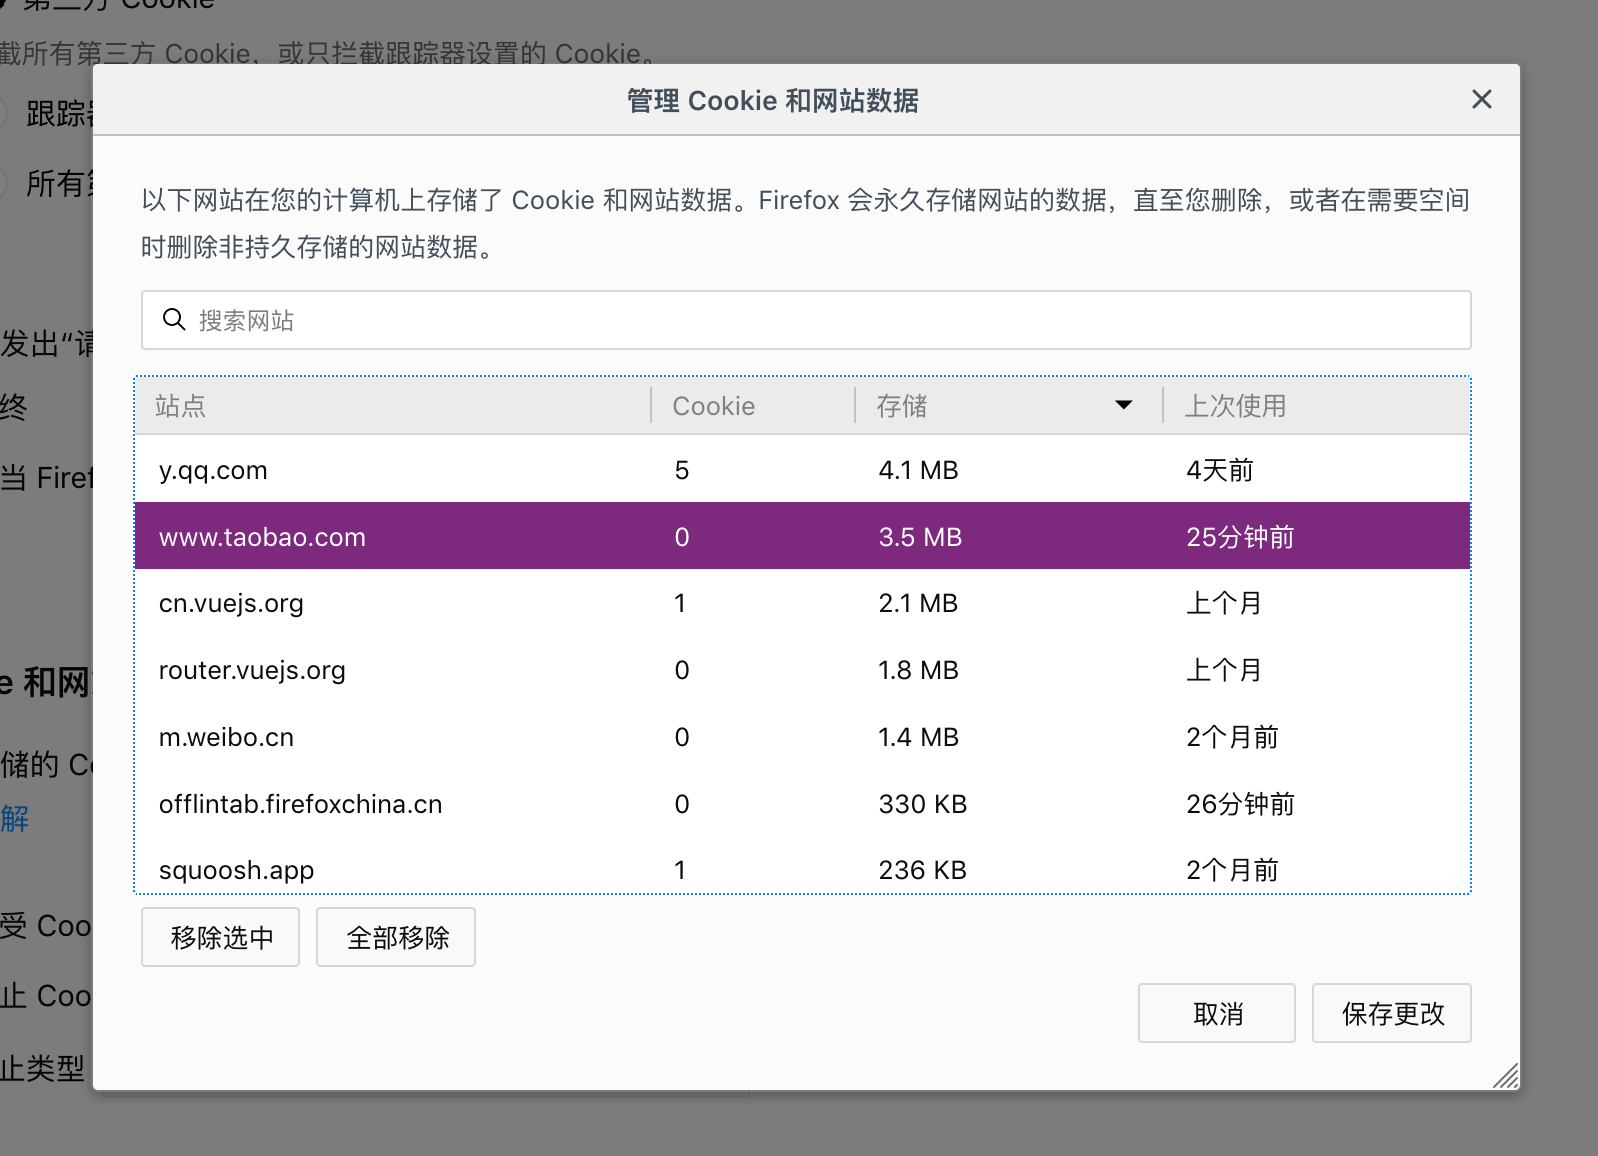 第三方 Cookie
截所有第三方 Cookie，或只拦截跟踪器设置的 Cookie。
管理 Cookie 和网站数据
跟踪
所有
以下网站在您的计算机上存储了 Cookie 和网站数据。Firefox 会永久存储网站的数据，直至您删除，或者在需要空间
时删除非持久存储的网站数据。
搜索网站
发出“请
站点 Cookie 存储 上次使用
终
y.qq.com 5 4.1 MB 4天前
当 Firef
www.taobao.com 0 3.5 MB 25分钟前
cn.vuejs.org 1 2.1 MB 上个月
router.vuejs.org 0 1.8 MB 上个月
e 和网
m.weibo.cn 0 1.4 MB 2个月前
储的 Co
offlintab.firefoxchina.cn 0 330 KB 26分钟前
解
squoosh.app 1 236 KB 2个月前
受 Coo
移除选中 全部移除
止 Coo
取消 保存更改
止类型